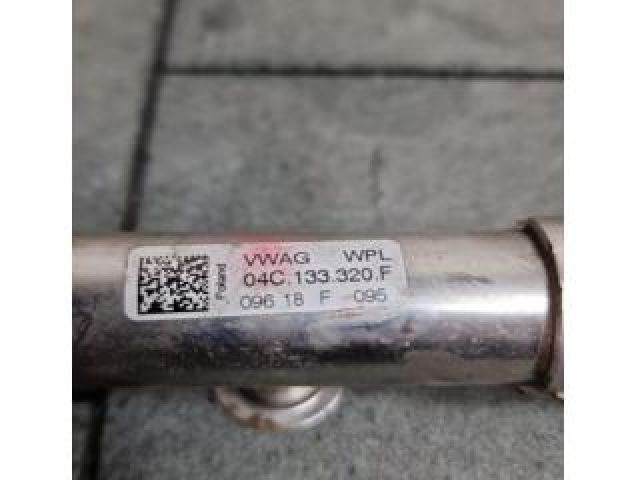 VWAG WPL
04C.133.320.F
096 18 F 095
Poland